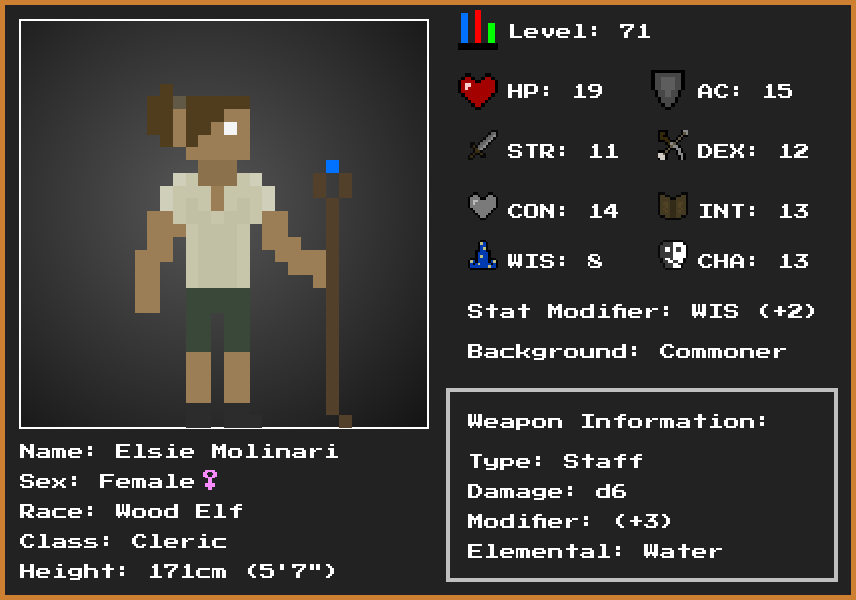 Level: 71
HP: 19
AC: 15
STR: 11
DEX: 12
CON: 14
INT: 13
WIS: 8
CHA: 13
Stat Modifier: WIS (+2)
Background: Commoner
Weapon Information:
Type: Staff
Damage: d6
Modifier: (+3)
Elemental: Water
Name: Elsie Molinari
Sex: Female♀
Race: Wood Elf
Class: Cleric
Height: 171cm (5'7")